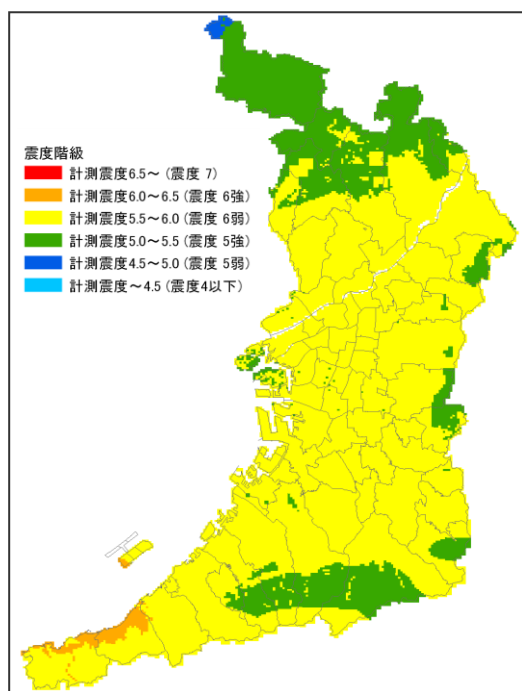 震度階級
計測震度6.5～ (震度 7)
計測震度6.0～6.5 (震度 6強)
計測震度5.5～6.0 (震度 6弱)
計測震度5.0～5.5 (震度 5強)
計測震度4.5～5.0 (震度 5弱)
計測震度～4.5 (震度4以下)